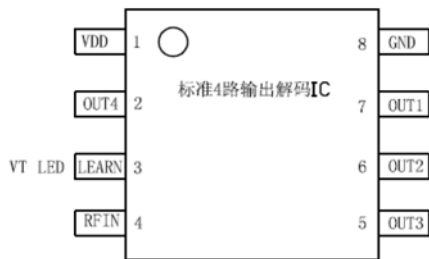 VDD 1 8 GND
标准4路输出解码IC
OUT4 2 7 OUT1
VT LED LEARN 3 6 OUT2
RFIN 4 5 OUT3